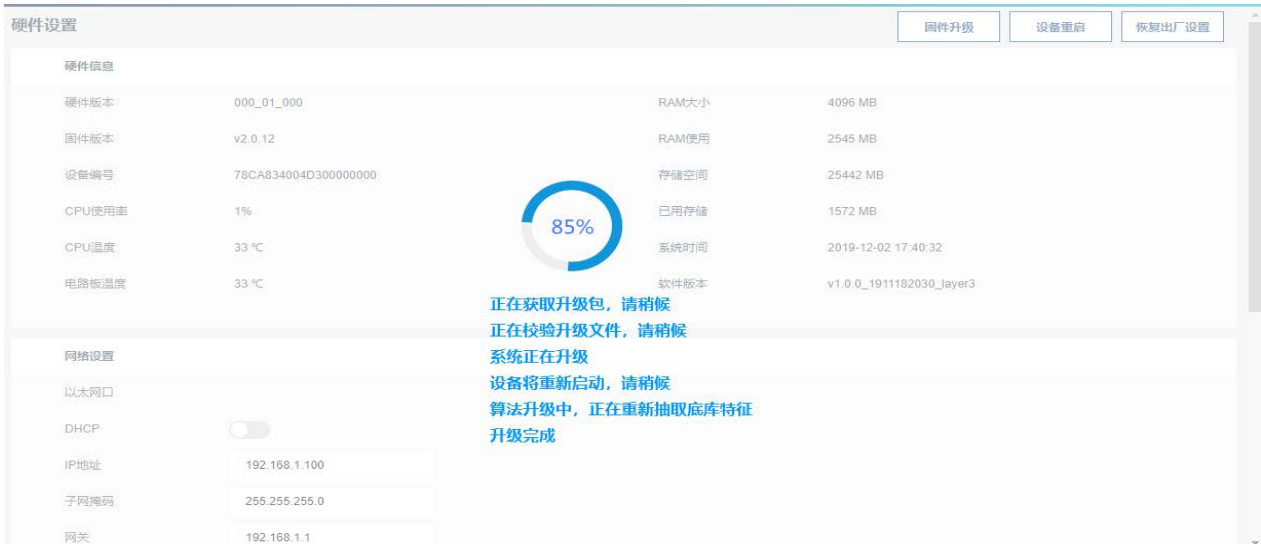 硬件设置
固件升级 设备重启 恢复出厂设置
硬件信息
硬件版本 000_01_000 RAM大小 4096 MB
固件版本 v2.0.12 RAM使用 2545 MB
设备编号 78CA834004D300000000 存储空间 25442 MB
CPU使用率 1% 已用存储 1572 MB
85%
CPU温度 33 ℃ 系统时间 2019-12-02 17:40:32
电路板温度 33 ℃ 软件版本 v1.0.0_1911182030_layer3
正在获取升级包，请稍候
正在校验升级文件，请稍候
系统正在升级
设备将重新启动，请稍候
算法升级中，正在重新抽取底库特征
升级完成
网络设置
以太网口
DHCP
IP地址 192.168.1.100
子网掩码 255.255.255.0
网关 192.168.1.1